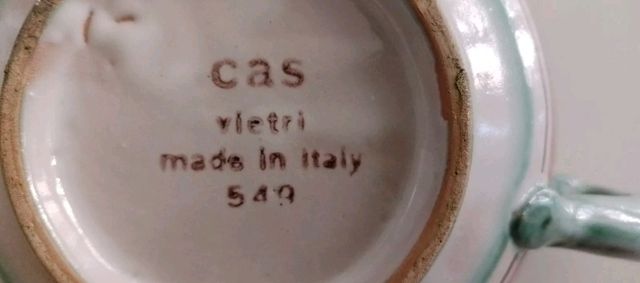 cas
vietri
made in italy
549